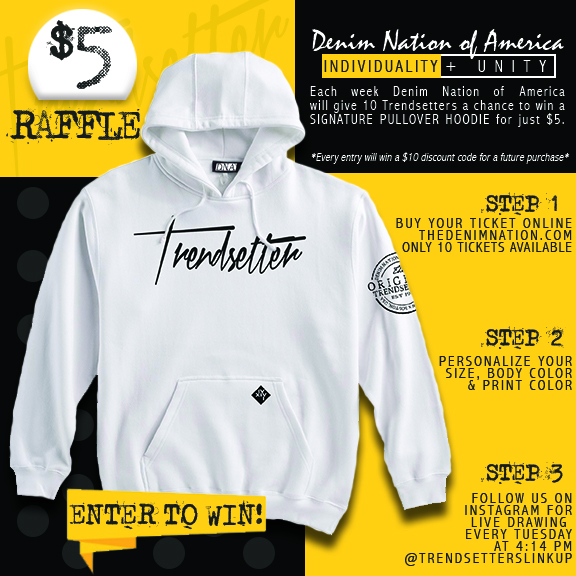 $5
RAFFLE
Denim Nation of America
INDIVIDUALITY + UNITY
Each week Denim Nation of America
will give 10 Trendsetters a chance to win a
SIGNATURE PULLOVER HOODIE for just $5.
*Every entry will win a $10 discount code for a future purchase*
DNA
Trendsetter
ORIGI
TRENDSE
STEP 1
BUY YOUR TICKET ONLINE
THEDENIMNATION.COM
ONLY 10 TICKETS AVAILABLE
STEP 2
PERSONALIZE YOUR
SIZE, BODY COLOR
& PRINT COLOR
STEP 3
FOLLOW US ON
INSTAGRAM FOR
LIVE DRAWING
EVERY TUESDAY
AT 4:14 PM
@TRENDSETTERSLINKUP
ENTER TO WIN!